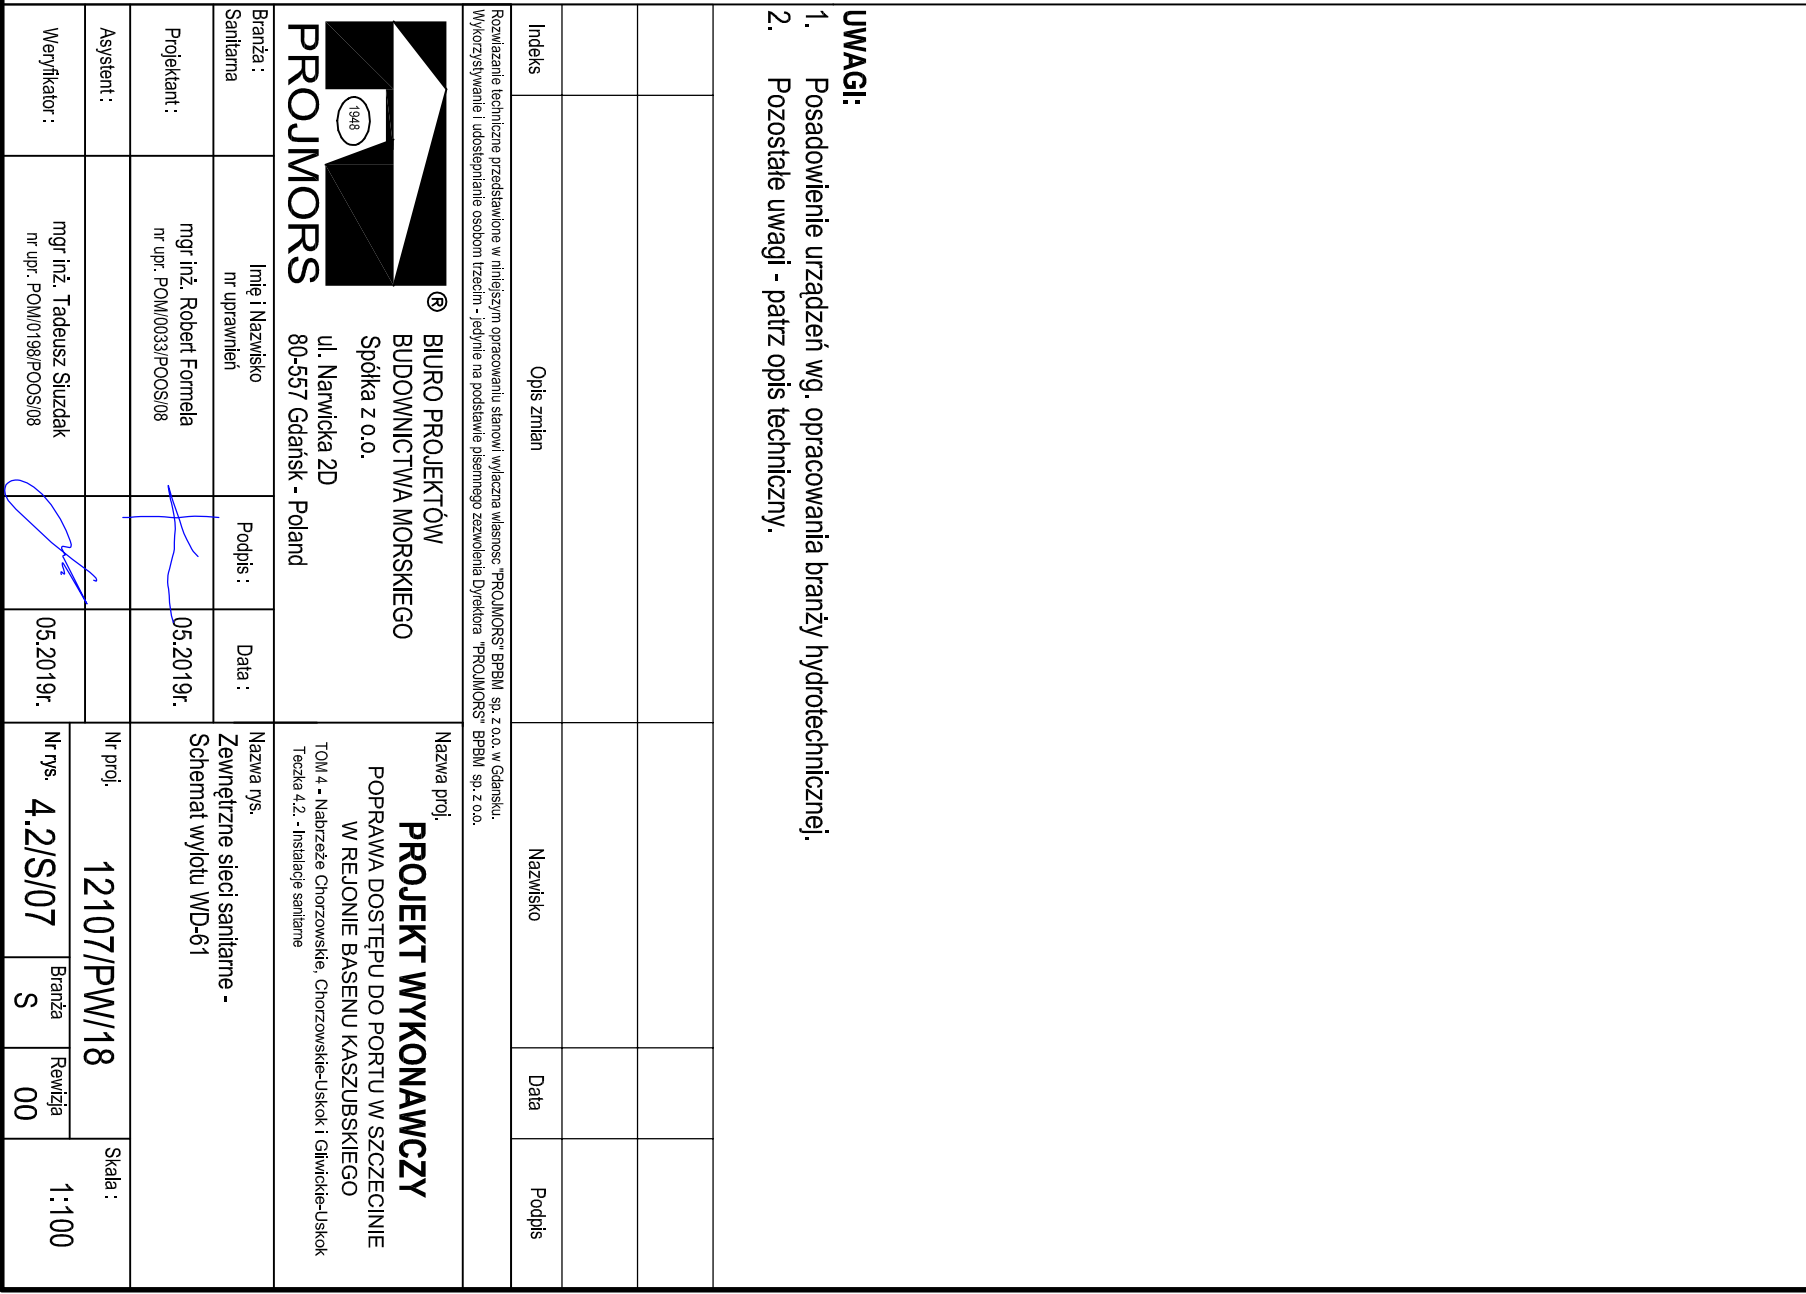 UWAGI:
1. Posadowienie urządzeń wg. opracowania branży hydrotechnicznej.
2. Pozostałe uwagi - patrz opis techniczny.
Indeks Opis zmian Nazwisko Data Podpis
Rozwiazanie techniczne przedstawione w niniejszym opracowaniu stanowi wylaczna wlasnosc "PROJMORS" BPBM sp. z o.o. w Gdansku.
Wykorzystywanie i udostepnianie osobom trzecim - jedynie na podstawie pisemnego zezwolenia Dyrektora "PROJMORS" BPBM sp. z o.o.
1948
PROJMORS
®
BIURO PROJEKTÓW
BUDOWNICTWA MORSKIEGO
Spółka z o.o.
ul. Narwicka 2D
80-557 Gdańsk - Poland
Nazwa proj.
PROJEKT WYKONAWCZY
POPRAWA DOSTĘPU DO PORTU W SZCZECINIE
W REJONIE BASENU KASZUBSKIEGO
TOM 4 - Nabrzeże Chorzowskie, Chorzowskie-Uskok i Gliwickie-Uskok
Teczka 4.2. - Instalacje sanitarne
Branża :
Sanitarna
Imię i Nazwisko
nr uprawnień
Podpis :
Data :
Projektant :
mgr inż. Robert Formela
nr upr. POM/0033/POOS/08
05.2019r.
Asystent :
Weryfikator :
mgr inż. Tadeusz Siuzdak
nr upr. POM/0198/POOS/08
05.2019r.
Nazwa rys.
Zewnętrzne sieci sanitarne -
Schemat wylotu WD-61
Nr proj. 12107/PW/18
Skala :
1:100
Nr rys. 4.2/S/07
Branża
S
Rewizja
00